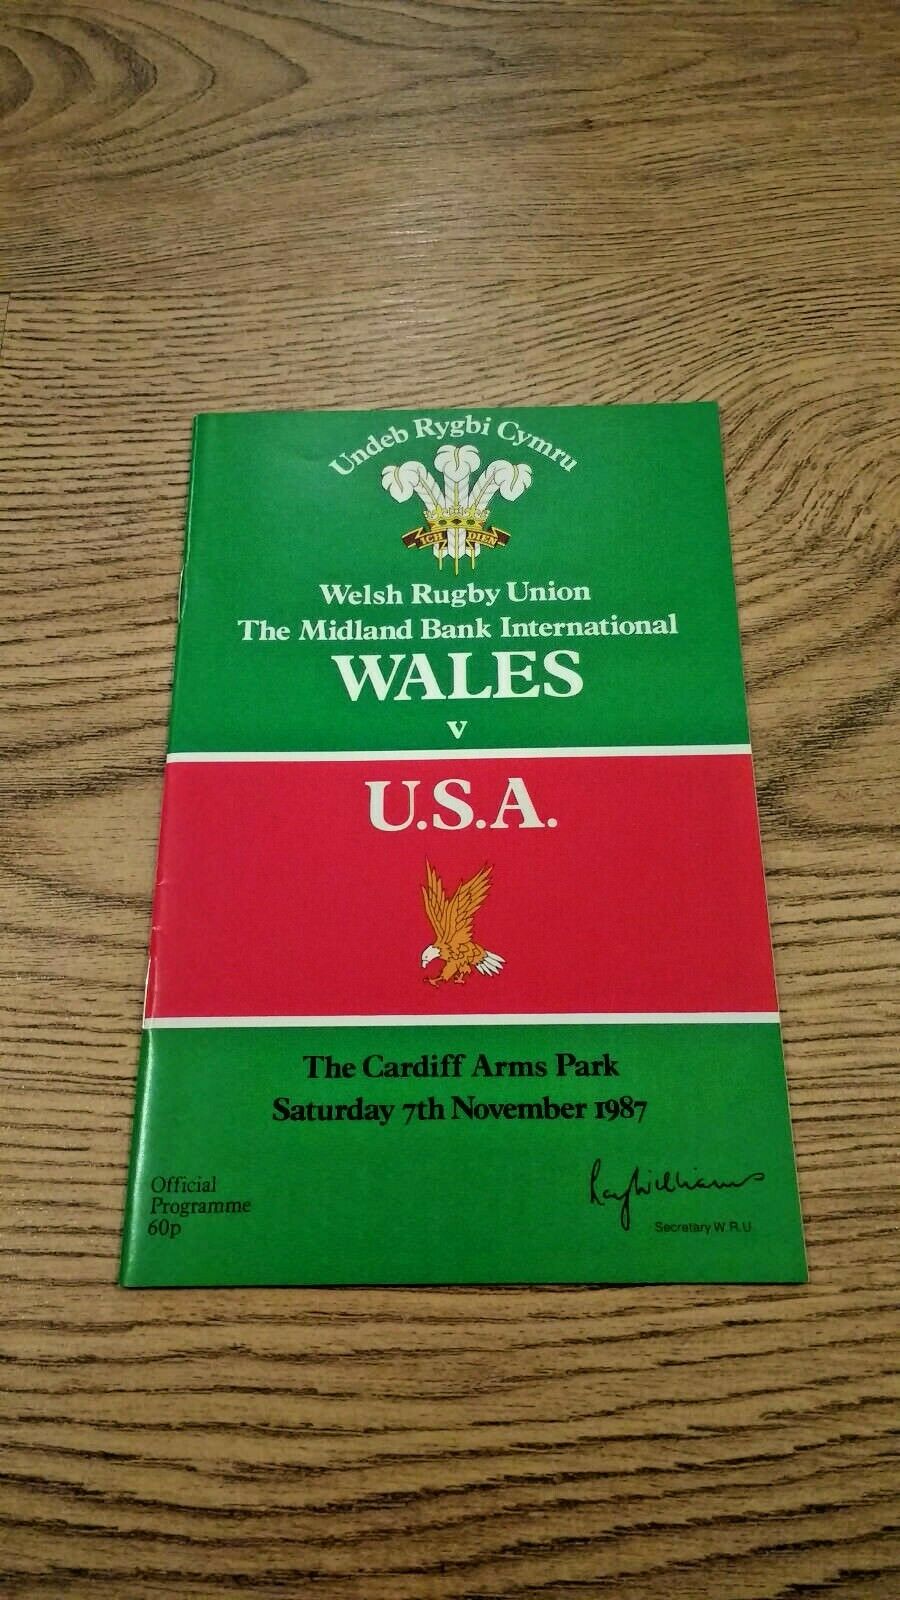 Undeb Rygbi Cymru
ICH DIEN
Welsh Rugby Union
The Midland Bank International
WALES
v
U.S.A.
The Cardiff Arms Park
Saturday 7th November 1987
Official
Programme
60p
Ray Williams
Secretary W.R.U.